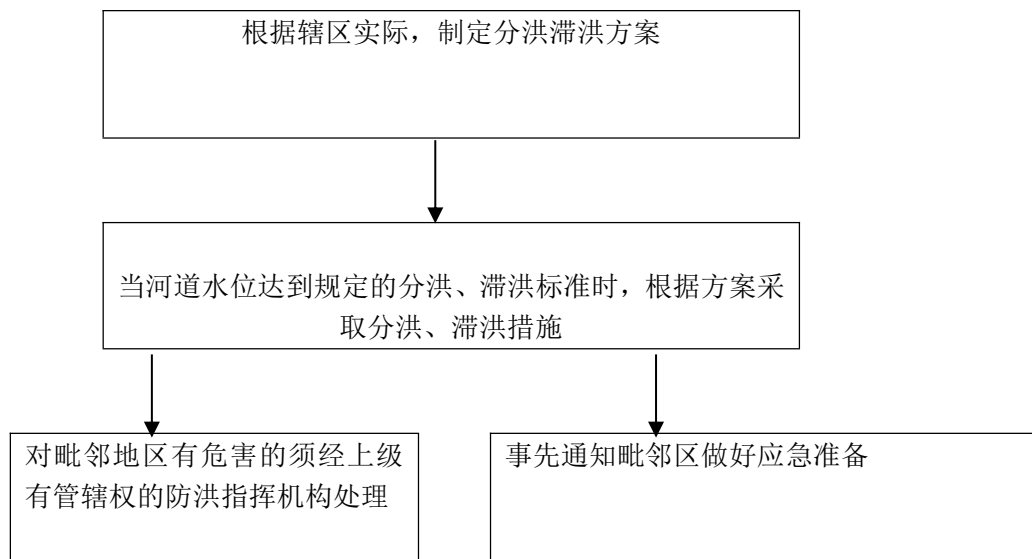 根据辖区实际，制定分洪滞洪方案
当河道水位达到规定的分洪、滞洪标准时，根据方案采
取分洪、滞洪措施
对毗邻地区有危害的须经上级
有管辖权的防洪指挥机构处理
事先通知毗邻区做好应急准备